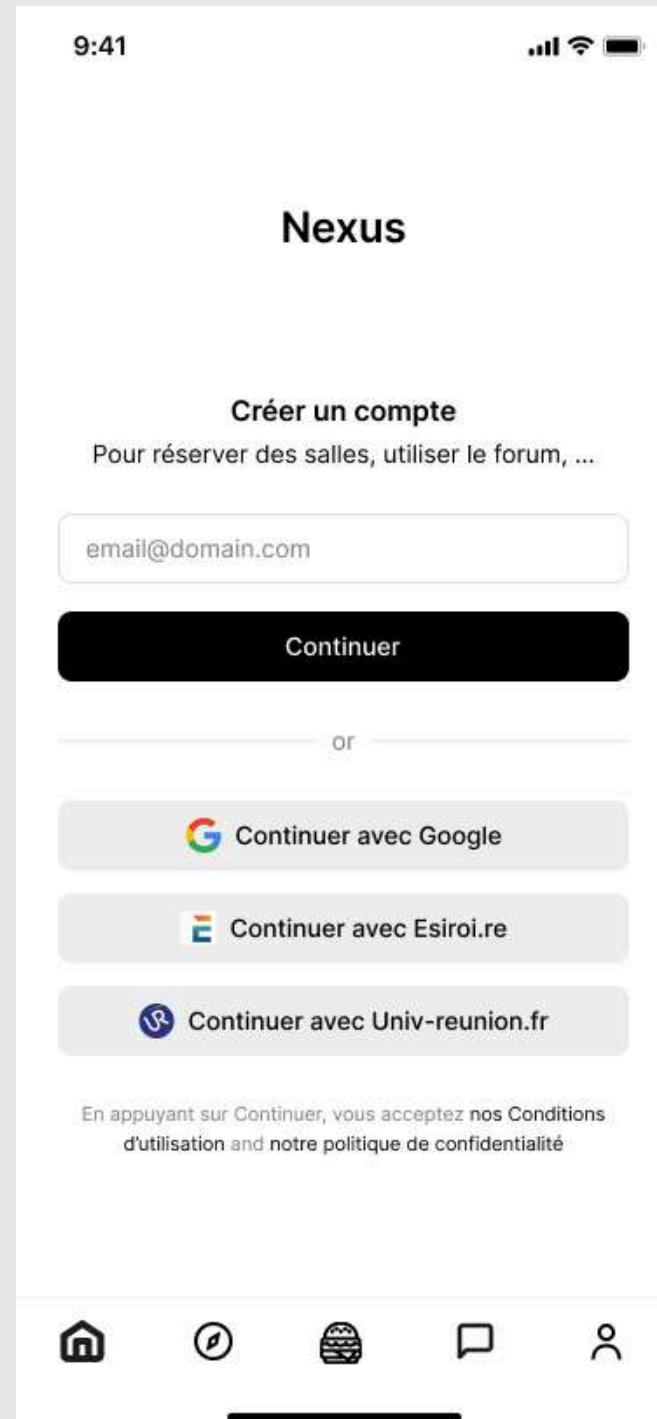 9:41
Nexus
Créer un compte
Pour réserver des salles, utiliser le forum, ...
email@domain.com
Continuer
or
Continuer avec Google
Continuer avec Esiroi.re
UR Continuer avec Univ-reunion.fr
En appuyant sur Continuer, vous acceptez nos Conditions
d'utilisation and notre politique de confidentialité